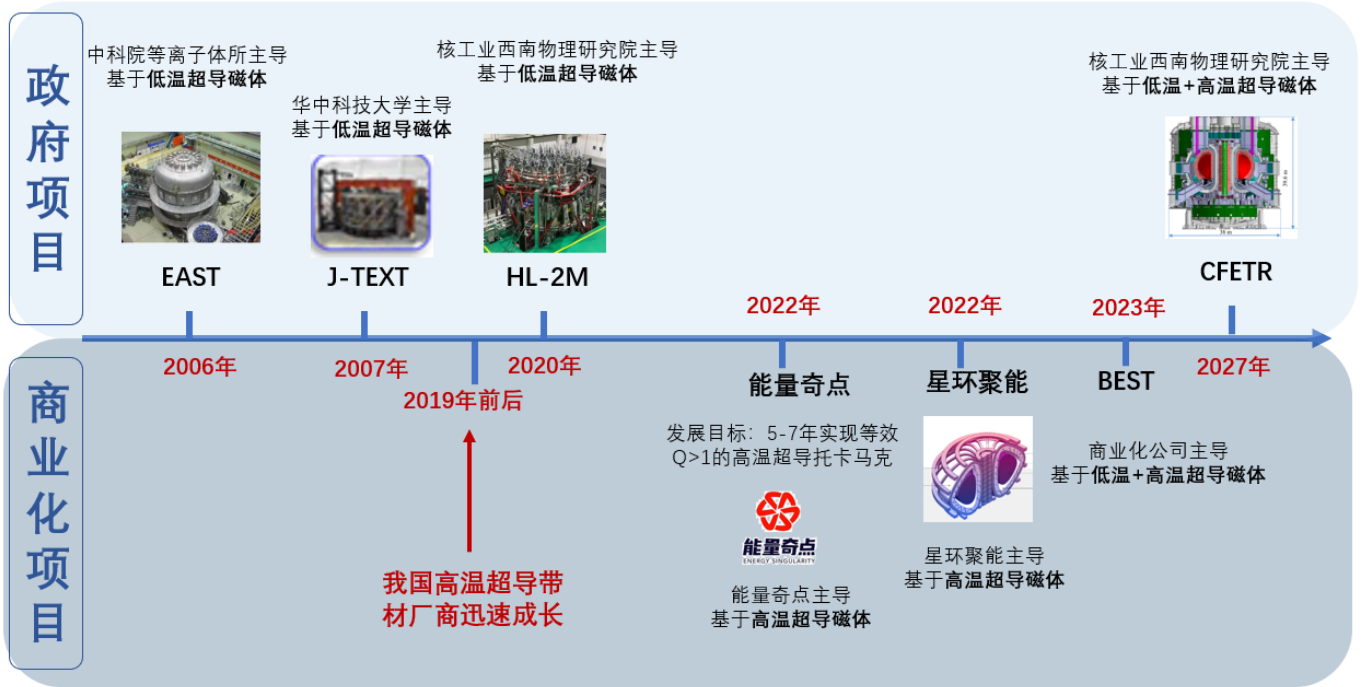 政府项目
中科院等离子体所主导
基于低温超导磁体
EAST
2006年
华中科技大学主导
基于低温超导磁体
J-TEXT
2007年
核工业西南物理研究院主导
基于低温超导磁体
HL-2M
2020年
核工业西南物理研究院主导
基于低温+高温超导磁体
CFETR
2027年
商业化项目
2019年前后
我国高温超导带
材厂商迅速成长
2022年
能量奇点
发展目标：5-7年实现等效
Q>1的高温超导托卡马克
能量奇点
ENERGY SINGULARITY
能量奇点主导
基于高温超导磁体
2022年
星环聚能
星环聚能主导
基于高温超导磁体
2023年
BEST
商业化公司主导
基于低温+高温超导磁体